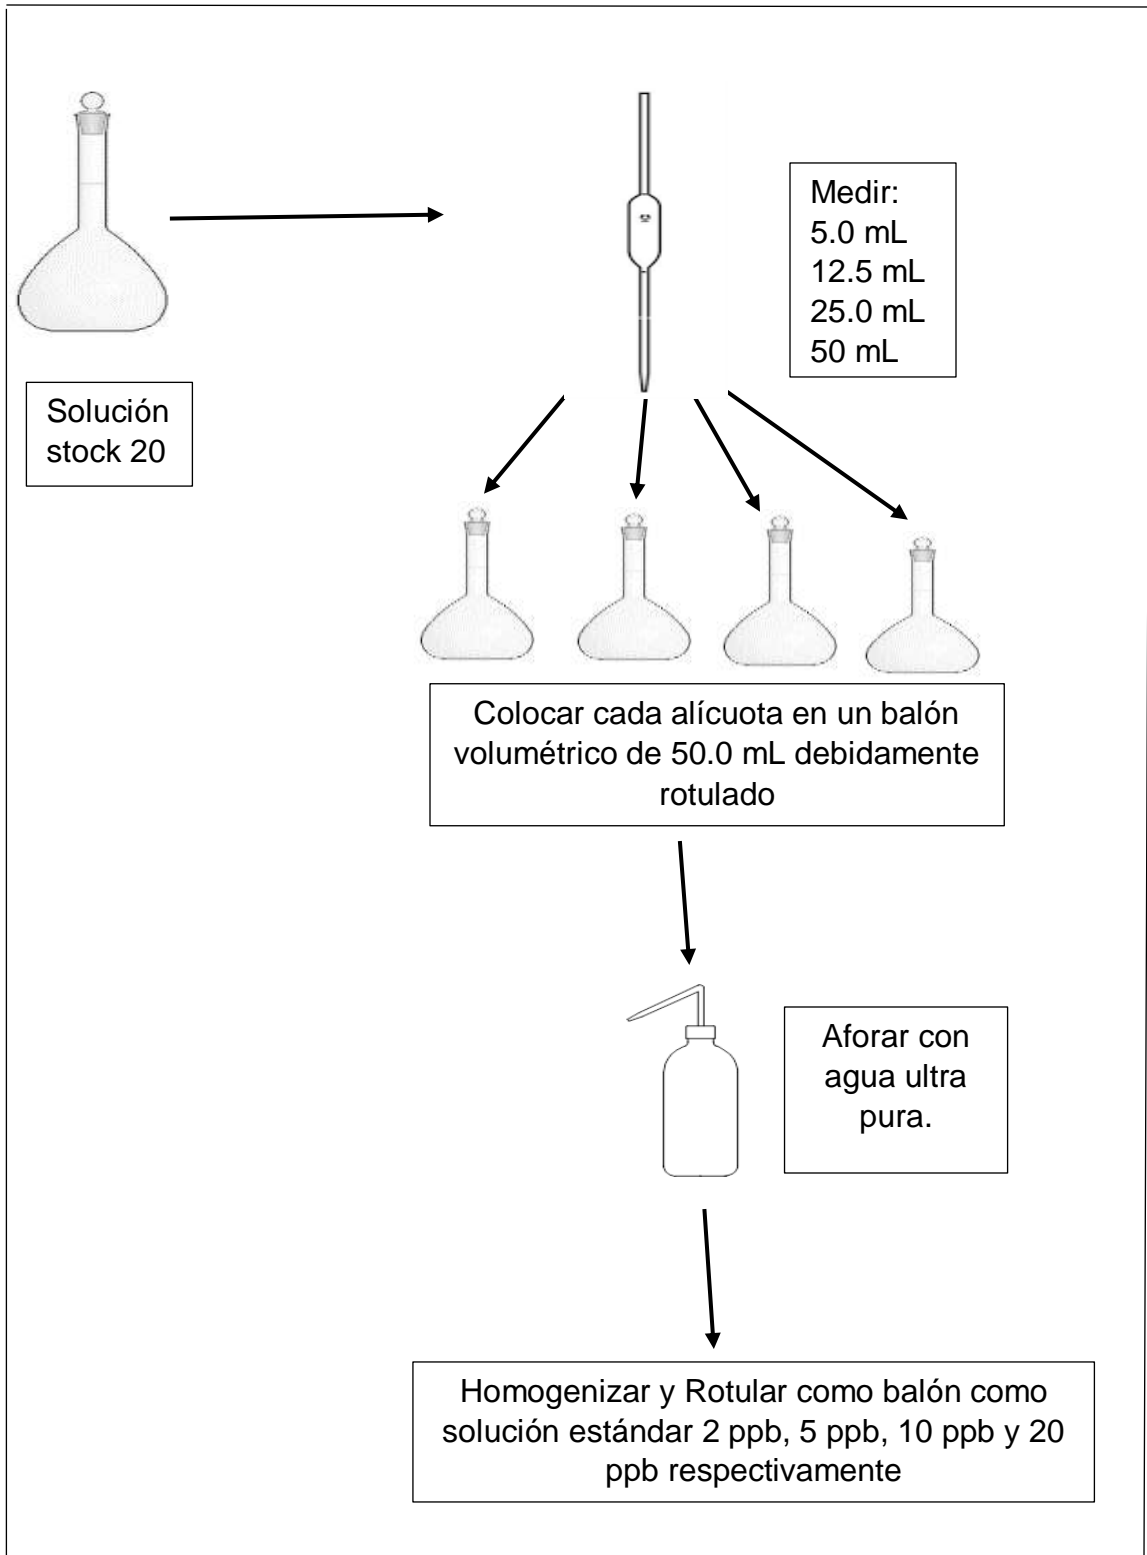 Medir:
5.0 mL
12.5 mL
25.0 mL
50 mL
Solución
stock 20
Colocar cada alícuota en un balón
volumétrico de 50.0 mL debidamente
rotulado
Aforar con
agua ultra
pura.
Homogenizar y Rotular como balón como
solución estándar 2 ppb, 5 ppb, 10 ppb y 20
ppb respectivamente